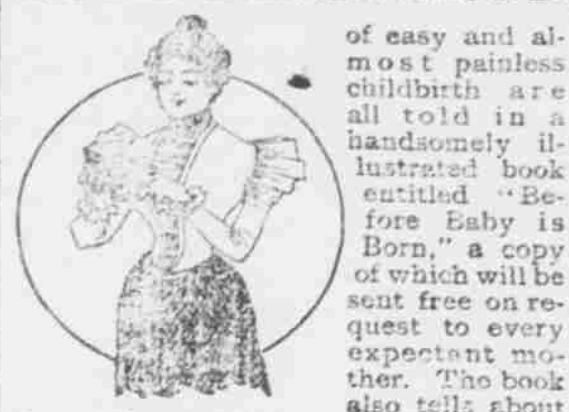 of easy and al-
most painless
childbirth are
all told in a
handsomely il-
lustrated book
entitled "Be-
fore Baby is
Born," a copy
of which will be
sent free on re-
quest to every
expectant mo-
ther. The book
also tells about